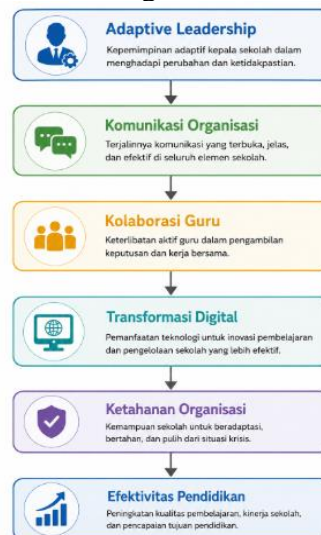 Adaptive Leadership
Kepemimpinan adaptif kepala sekolah dalam
menghadapi perubahan dan ketidakpastian.
Komunikasi Organisasi
Terjalinnya komunikasi yang terbuka, jelas,
dan efektif di seluruh elemen sekolah.
Kolaborasi Guru
Keterlibatan aktif guru dalam pengambilan
keputusan dan kerja bersama.
Transformasi Digital
Pemanfaatan teknologi untuk inovasi pembelajaran
dan pengelolaan sekolah yang lebih efektif.
Ketahanan Organisasi
Kemampuan sekolah untuk beradaptasi,
bertahan, dan pulih dari situasi krisis.
Efektivitas Pendidikan
Peningkatan kualitas pembelajaran, kinerja sekolah,
dan pencapaian tujuan pendidikan.